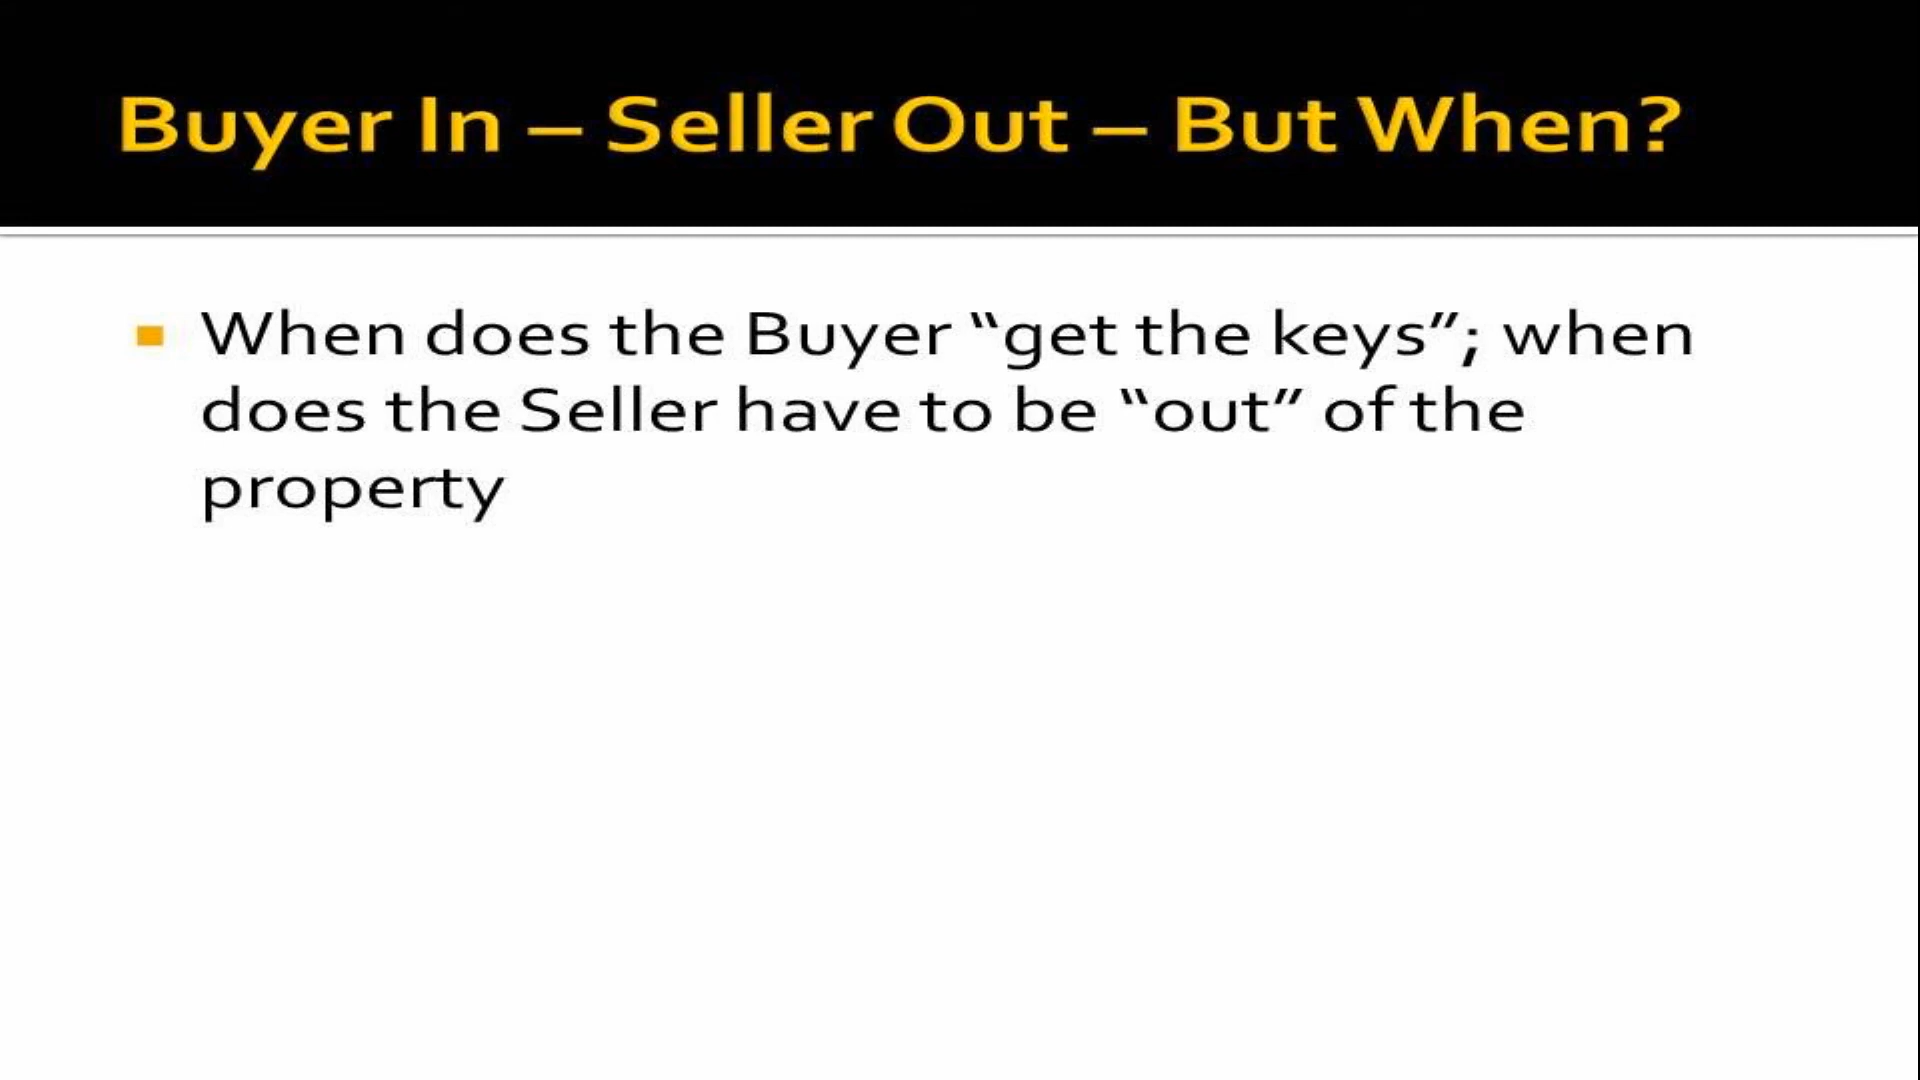 Buyer In – Seller Out – But When?
When does the Buyer “get the keys”; when
does the Seller have to be “out” of the
property